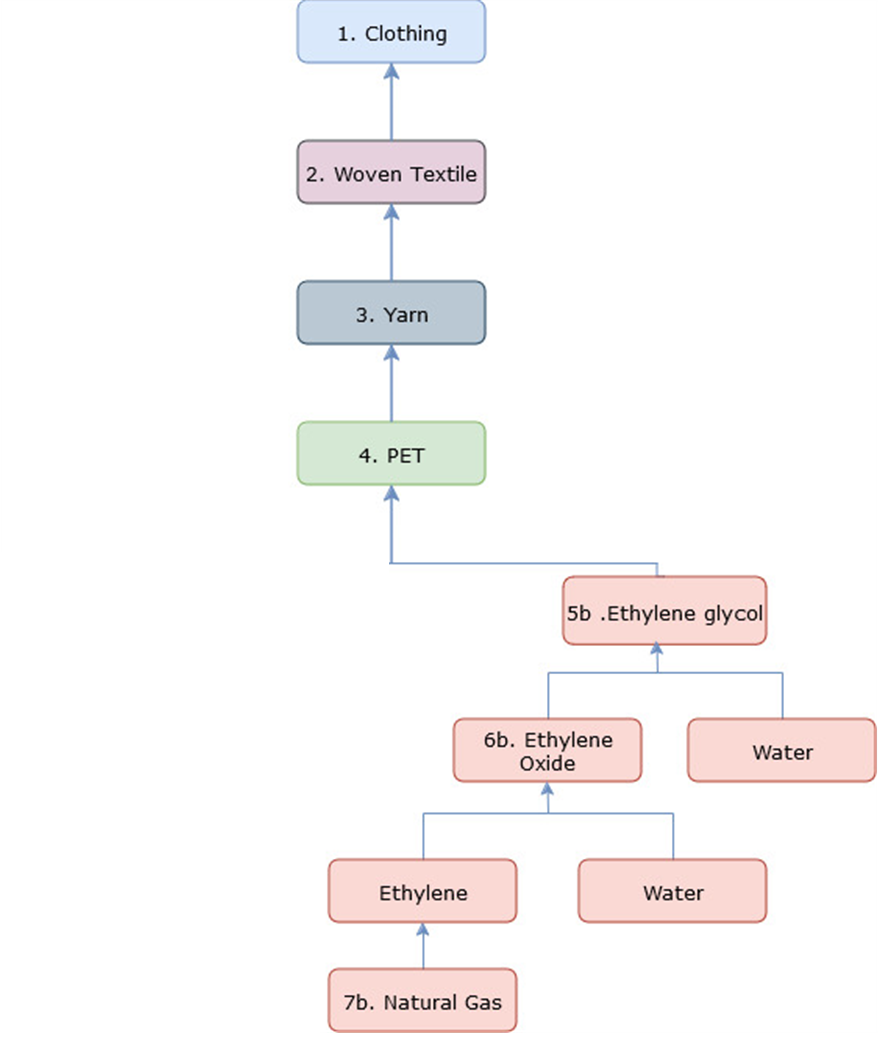 1. Clothing
2. Woven Textile
3. Yarn
4. PET
5b .Ethylene glycol
6b. Ethylene
Oxide
Water
Ethylene
Water
7b. Natural Gas